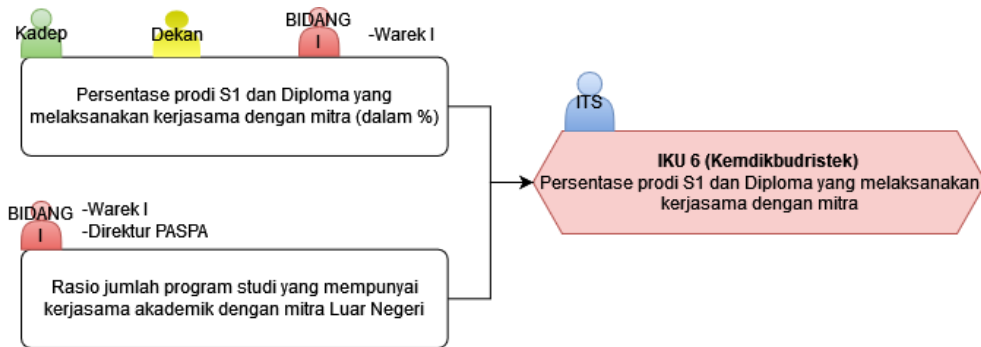 Kadep
Dekan
BIDANG
I
-Warek I
Persentase prodi S1 dan Diploma yang
melaksanakan kerjasama dengan mitra (dalam %)
ITS
IKU 6 (Kemdikbudristek)
Persentase prodi S1 dan Diploma yang melaksanakan
kerjasama dengan mitra
BIDANG
I
-Warek I
-Direktur PASPA
Rasio jumlah program studi yang mempunyai
kerjasama akademik dengan mitra Luar Negeri